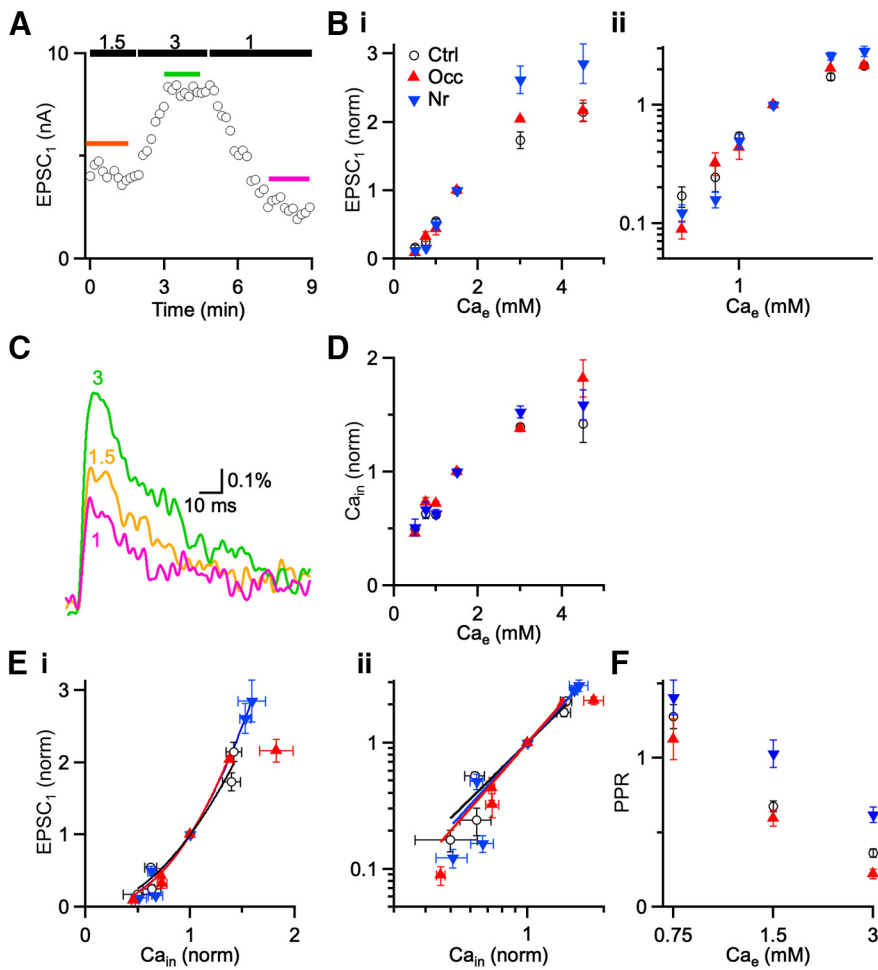 A
1.5 3 1
10
5
0
EPSC1 (nA)
0 3 6 9
Time (min)
B i
3
2
1
0
EPSC1 (norm)
Ctrl
Occ
Nr
0 2 4
Cae (mM)
ii
1
0.1
1
Cae (mM)
C
3
1.5
1
0.1%
10 ms
D
2
1
0
Cain (norm)
0 2 4
Cae (mM)
E i
3
2
1
0
EPSC1 (norm)
0 1 2
Cain (norm)
ii
1
0.1
1
Cain (norm)
F
1
0
PPR
0.75 1.5 3
Cae (mM)